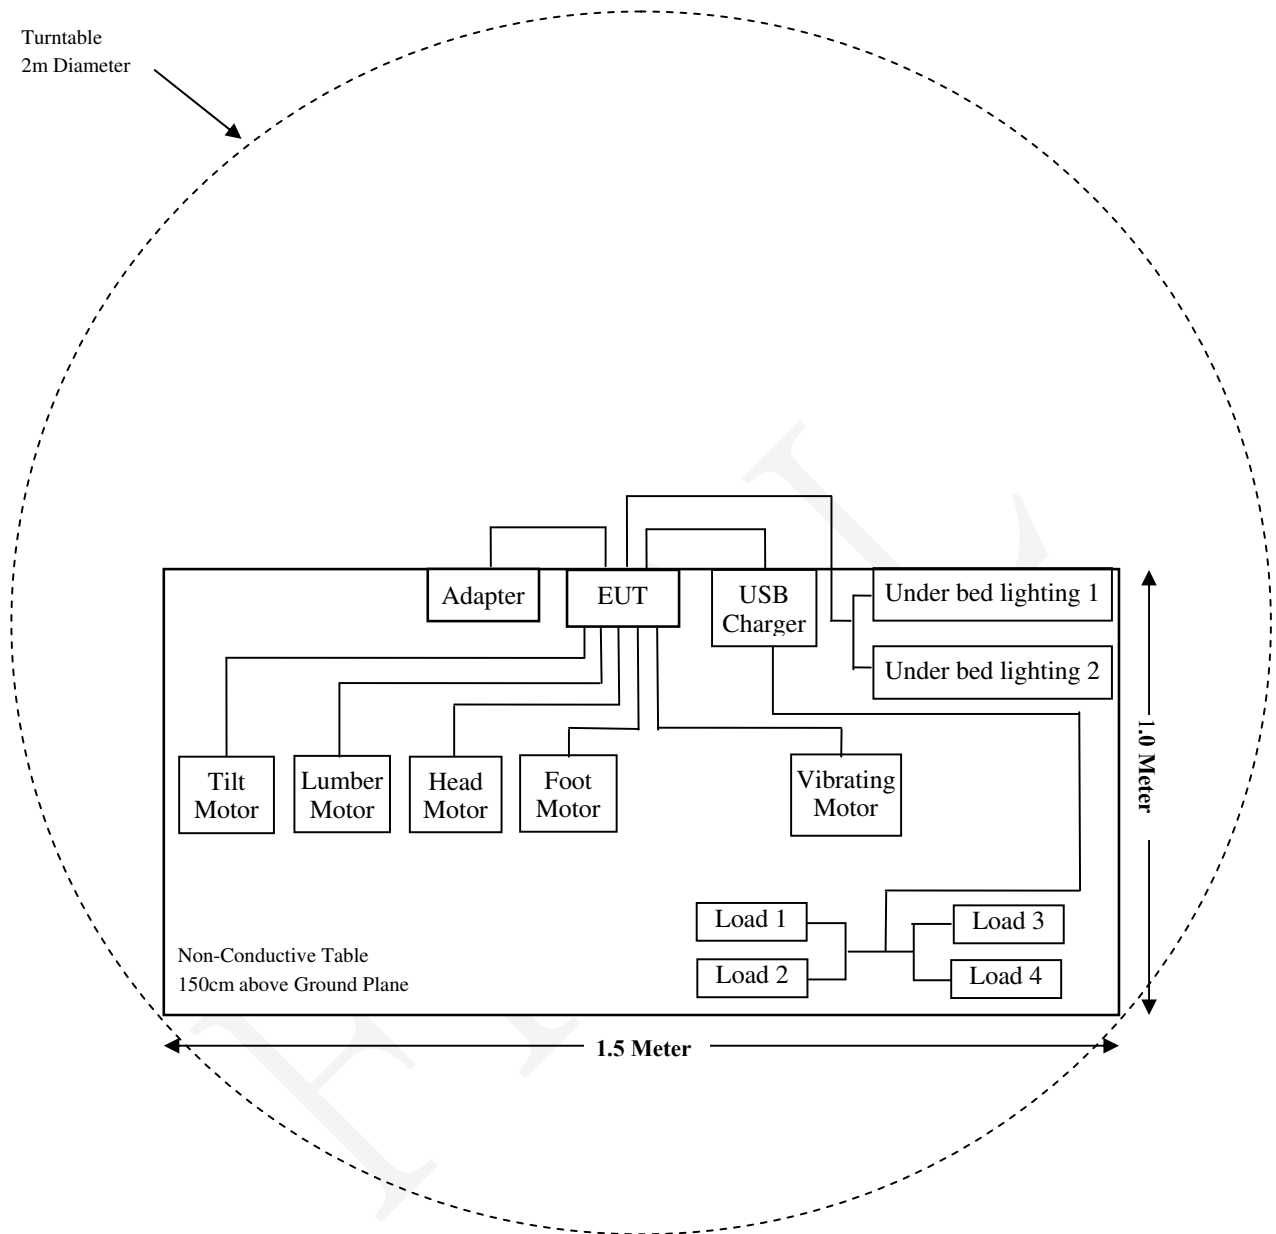 Turntable
2m Diameter
Adapter
EUT
USB
Charger
Under bed lighting 1
Under bed lighting 2
Tilt
Motor
Lumber
Motor
Head
Motor
Foot
Motor
Vibrating
Motor
1.0 Meter
Load 1
Load 2
Load 3
Load 4
Non-Conductive Table
150cm above Ground Plane
1.5 Meter